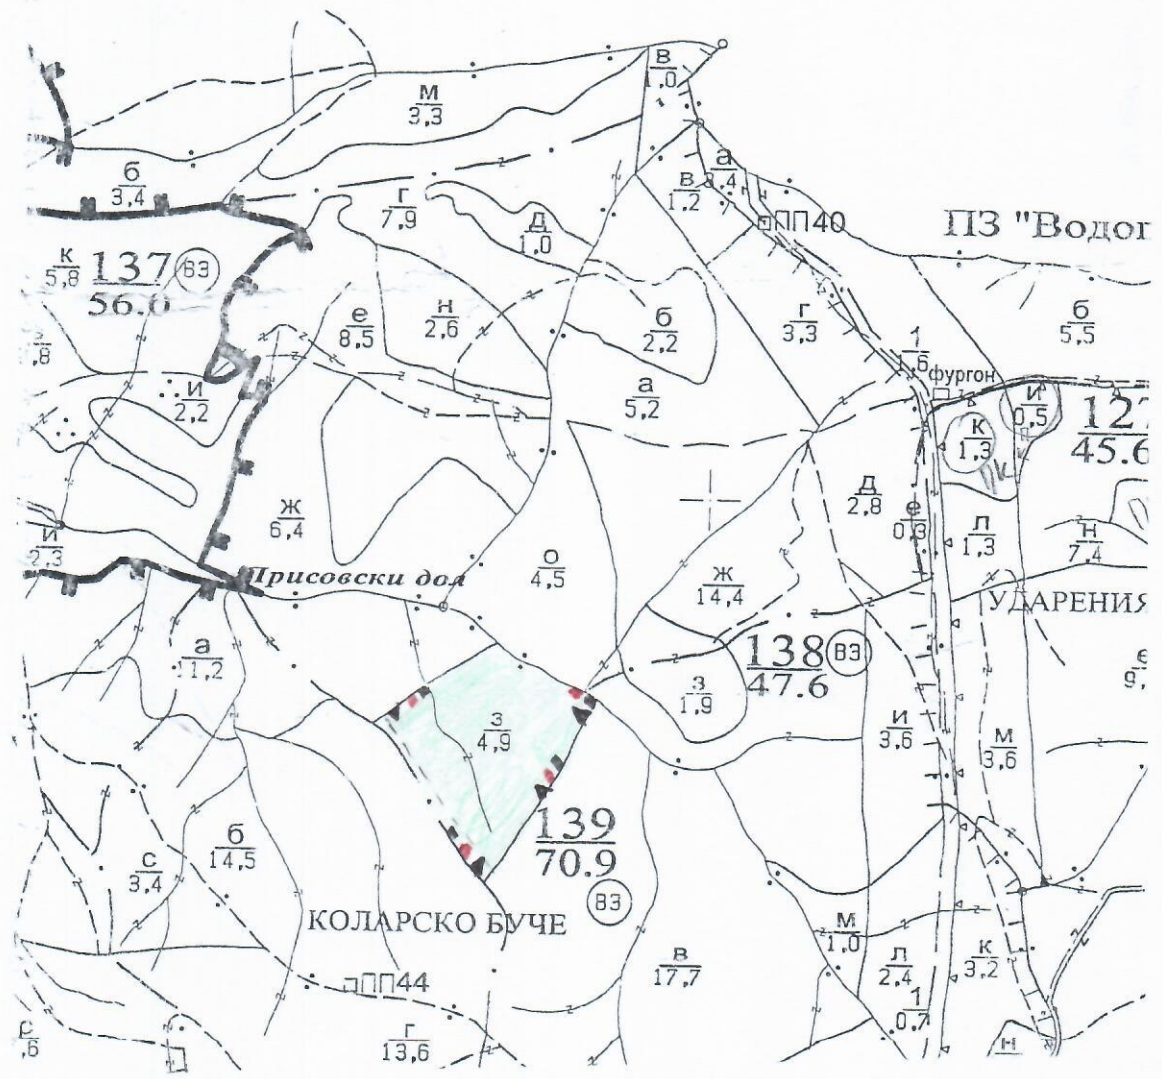 в
1,0
м
3,3
а
3,4
б
3,4
в
1,2
г
7,9
д
1,0
ПП40
ПЗ "Водоп
к
5,8
137
56.6
ВЗ
е
8,5
н
2,6
б
2,2
г
3,3
б
5,5
1
1,6
фургон
и
2,2
а
5,2
и
0,5
к
1,3
127
45.6
ж
6,4
д
2,8
е
0,3
л
1,3
н
7,4
и
2,3
Присовски дол
о
4,5
ж
14,4
УДАРЕНИЯ
а
11,2
138
47.6
ВЗ
з
1,9
з
4,9
и
3,6
м
3,6
е
9,
139
70.9
ВЗ
б
14,5
с
3,4
КОЛАРСКО БУЧЕ
м
1,0
в
17,7
л
2,4
к
3,2
ПП44
1
0,7
г
13,6
н